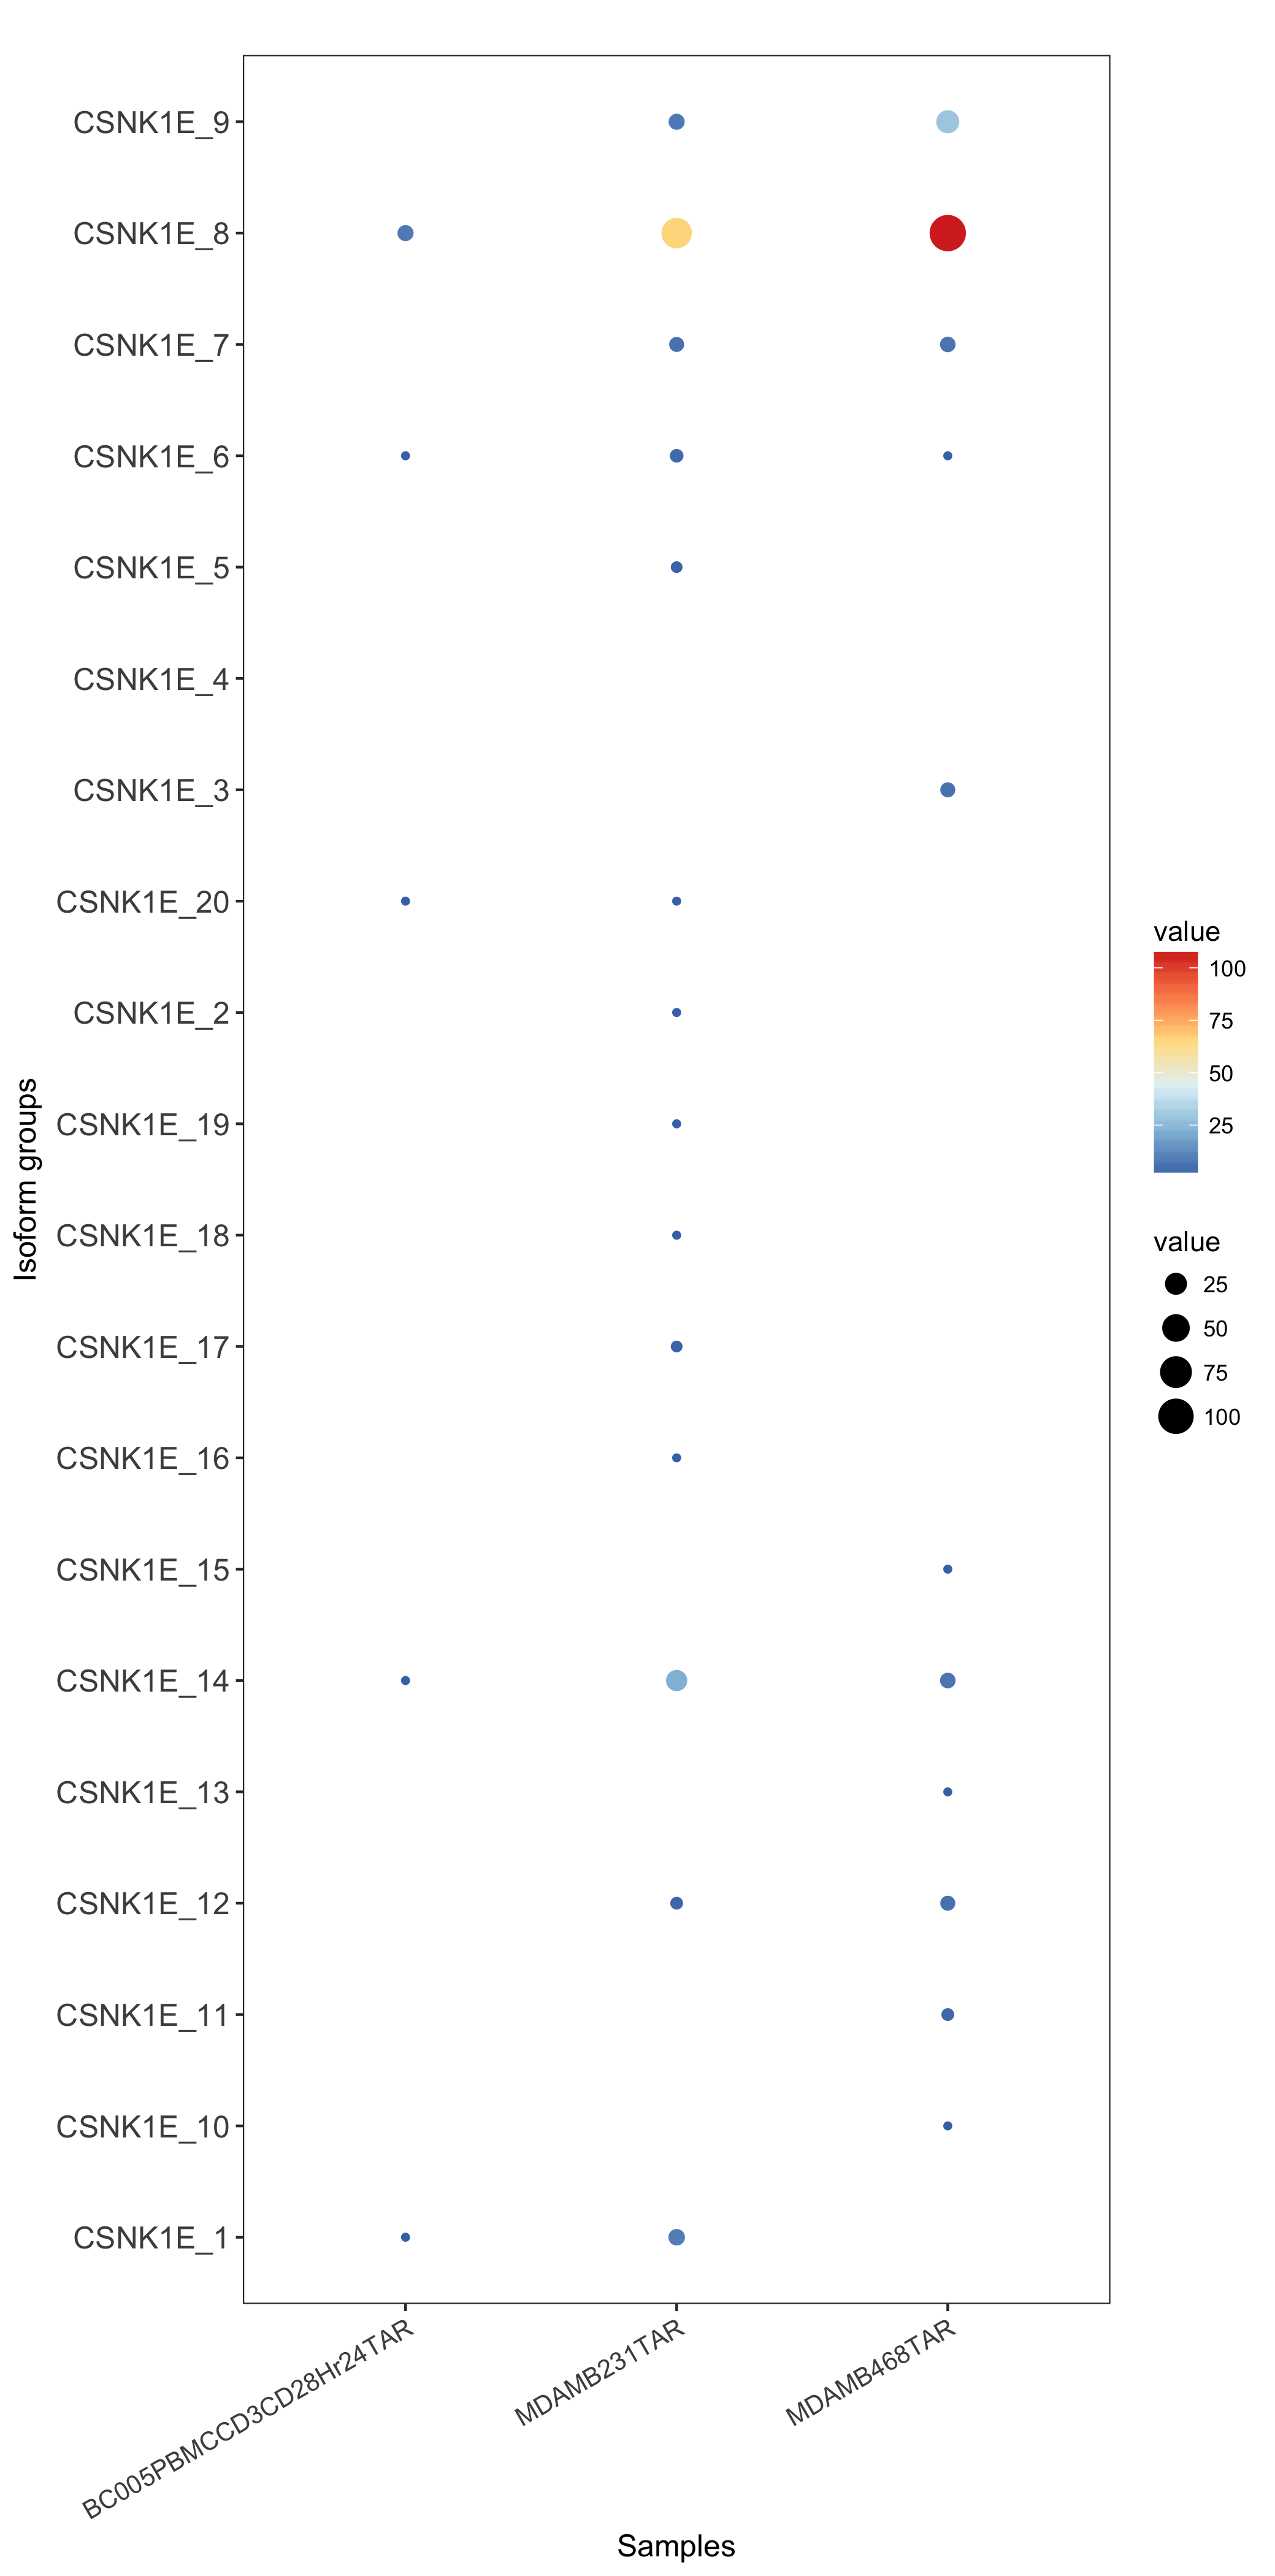 CSNK1E_9
CSNK1E_8
CSNK1E_7
CSNK1E_6
CSNK1E_5
CSNK1E_4
CSNK1E_3
CSNK1E_20
CSNK1E_2
CSNK1E_19
CSNK1E_18
CSNK1E_17
CSNK1E_16
CSNK1E_15
CSNK1E_14
CSNK1E_13
CSNK1E_12
CSNK1E_11
CSNK1E_10
CSNK1E_1
Isoform groups
BC005PBMCCD3CD28Hr24TAR
MDAMB231TAR
MDAMB468TAR
Samples
value
100
75
50
25
value
25
50
75
100